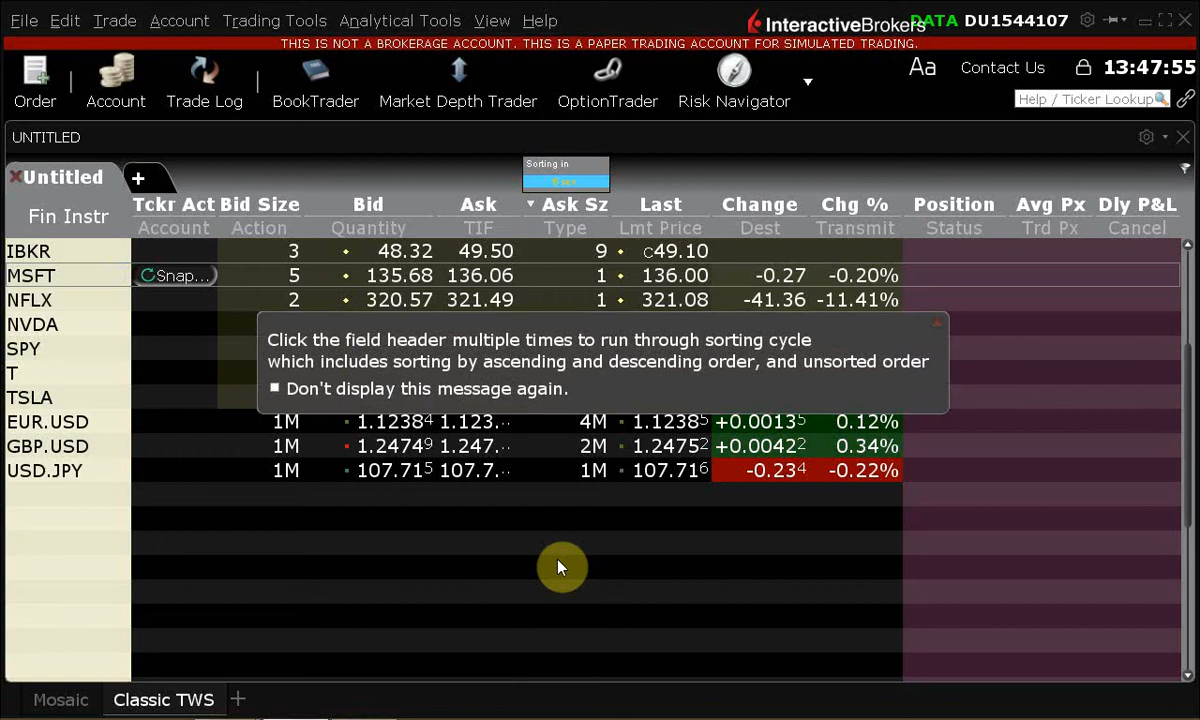 File Edit Trade Account Trading Tools Analytical Tools View Help InteractiveBrokers DATA DU1544107
THIS IS NOT A BROKERAGE ACCOUNT. THIS IS A PAPER TRADING ACCOUNT FOR SIMULATED TRADING.
Order Account Trade Log BookTrader Market Depth Trader OptionTrader Risk Navigator Aa Contact Us 13:47:55
Help / Ticker Lookup
UNTITLED
Untitled + Sorting in
6 sec
Fin Instr Tckr Act Bid Size Bid Ask Ask Sz Last Change Chg % Position Avg Px Dly P&L
Account Action Quantity TIF Type Lmt Price Dest Transmit Status Trd Px Cancel
IBKR 3 48.32 49.50 9 C49.10
MSFT Snap... 5 135.68 136.06 1 136.00 -0.27 -0.20%
NFLX 2 320.57 321.49 1 321.08 -41.36 -11.41%
NVDA
SPY
T
TSLA
Click the field header multiple times to run through sorting cycle
which includes sorting by ascending and descending order, and unsorted order
Don't display this message again.
EUR.USD 1M 1.12384 1.123... 4M 1.12385 +0.00135 0.12%
GBP.USD 1M 1.24749 1.247... 2M 1.24752 +0.00422 0.34%
USD.JPY 1M 107.715 107.7... 1M 107.716 -0.234 -0.22%
Mosaic Classic TWS +